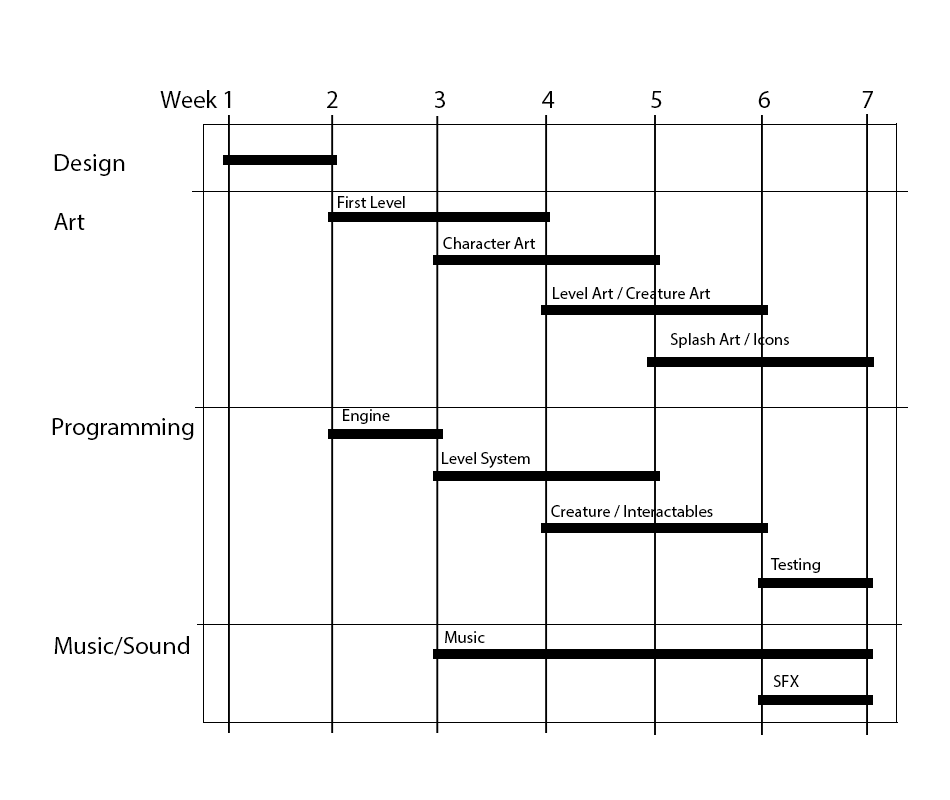 Week 1 2 3 4 5 6 7
Design
First Level
Art
Character Art
Level Art / Creature Art
Splash Art / Icons
Engine
Programming
Level System
Creature / Interactables
Testing
Music
Music/Sound
SFX